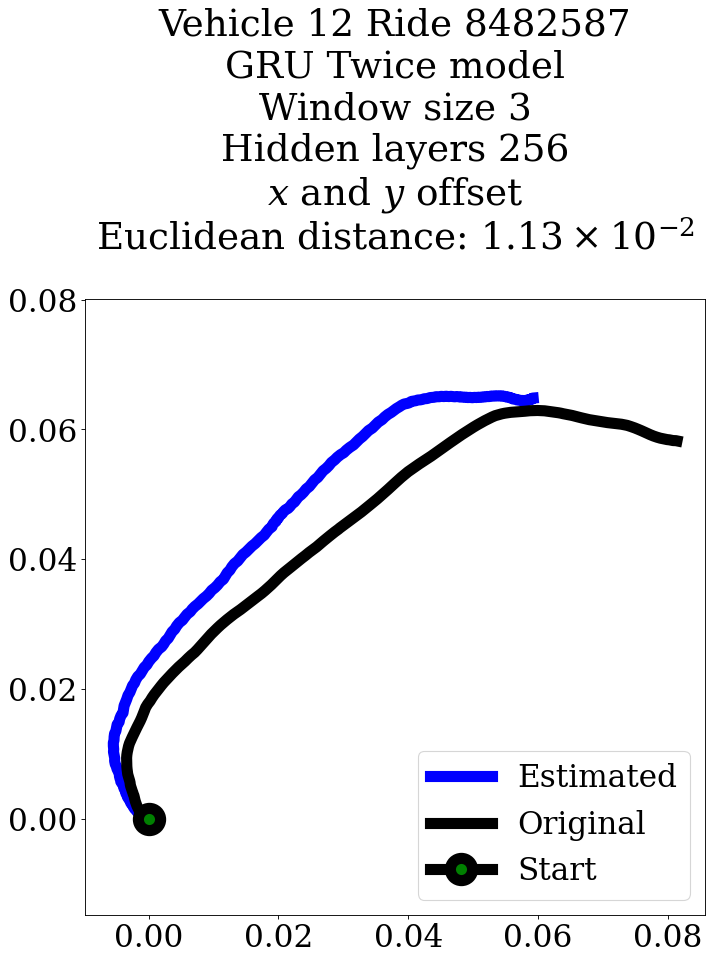 Vehicle 12 Ride 8482587
GRU Twice model
Window size 3
Hidden layers 256
x and y offset
Euclidean distance: 1.13 × 10⁻²
0.08
0.06
0.04
0.02
0.00
Estimated
Original
Start
0.00 0.02 0.04 0.06 0.08